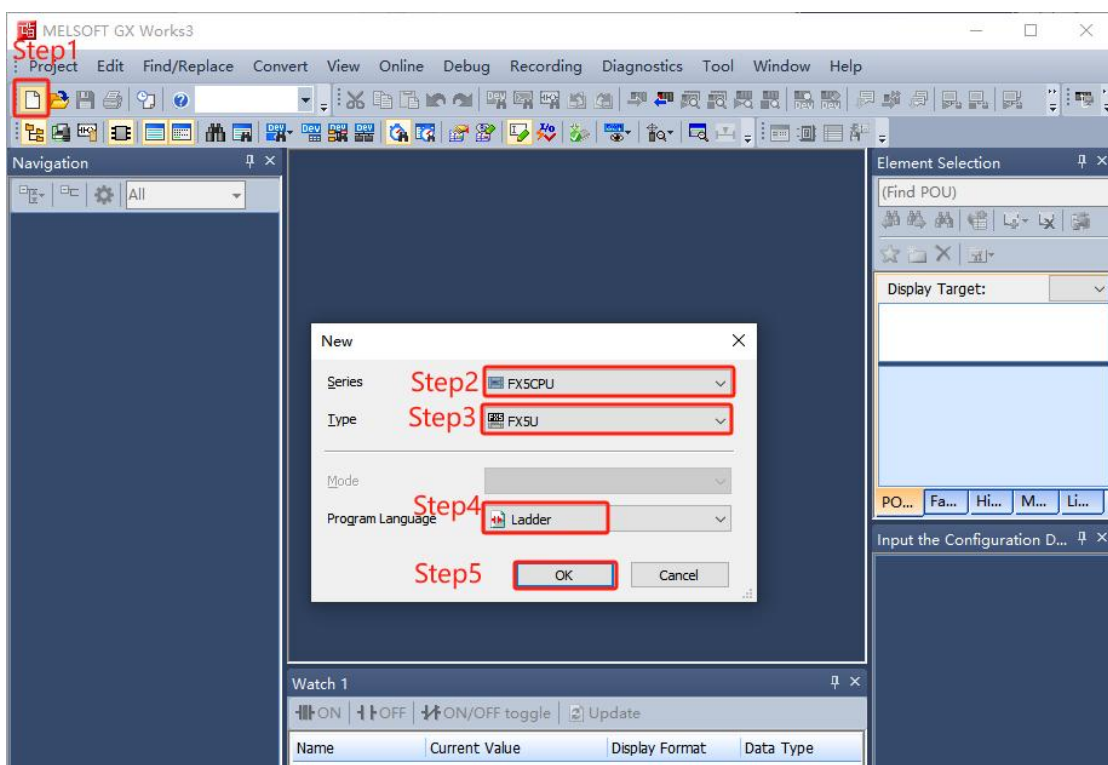 MELSOFT GX Works3
Step1
Project Edit Find/Replace Convert View Online Debug Recording Diagnostics Tool Window Help
Navigation
Element Selection
All
(Find POU)
Display Target:
New
Series Step2 FX5CPU
Type Step3 FX5U
Mode
Step4
Program Language Ladder
Step5 OK Cancel
PO... Fa... Hi... M... Li...
Input the Configuration D...
Watch 1
ON OFF ON/OFF toggle Update
Name Current Value Display Format Data Type